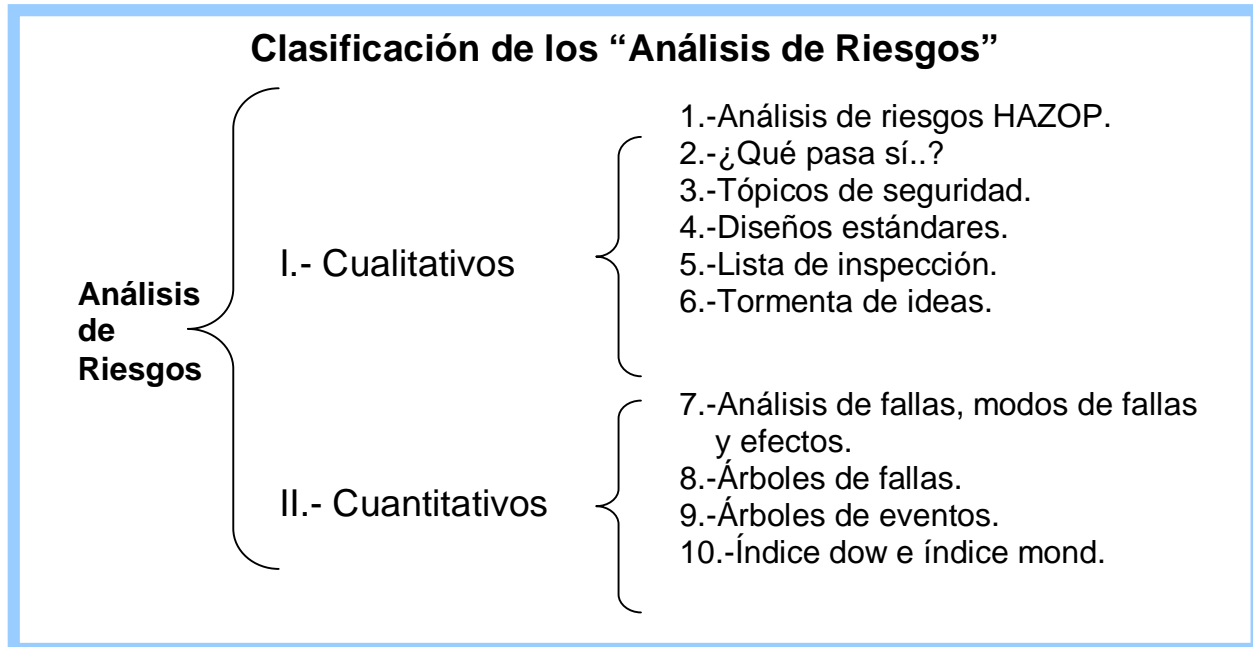 Clasificación de los “Análisis de Riesgos”
Análisis
de
Riesgos
I.- Cualitativos
1.-Análisis de riesgos HAZOP.
2.-¿Qué pasa sí..?
3.-Tópicos de seguridad.
4.-Diseños estándares.
5.-Lista de inspección.
6.-Tormenta de ideas.
II.- Cuantitativos
7.-Análisis de fallas, modos de fallas
y efectos.
8.-Árboles de fallas.
9.-Árboles de eventos.
10.-Índice dow e índice mond.